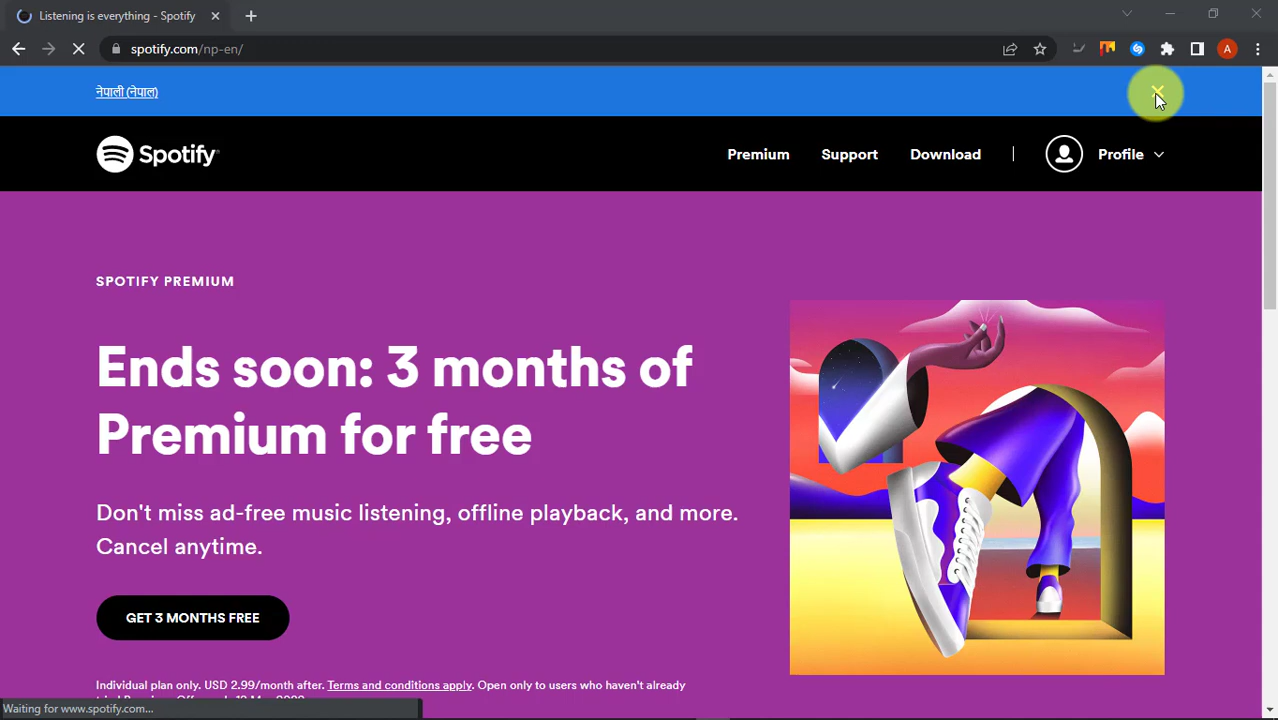 Listening is everything - Spotify
spotify.com/np-en/
A
नेपाली (नेपाल)
Spotify
Premium Support Download | Profile
SPOTIFY PREMIUM
Ends soon: 3 months of
Premium for free
Don't miss ad-free music listening, offline playback, and more.
Cancel anytime.
GET 3 MONTHS FREE
Individual plan only. USD 2.99/month after. Terms and conditions apply. Open only to users who haven't already
Waiting for www.spotify.com...